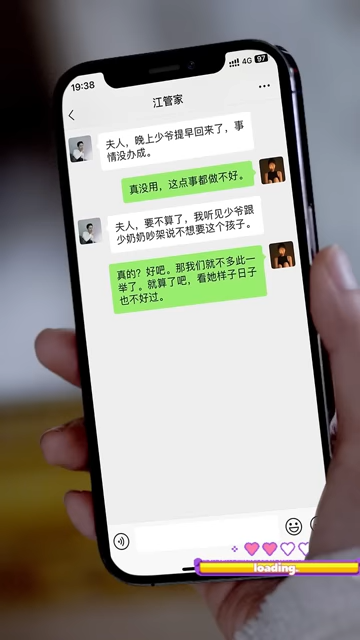 19:38
4G 97
江管家
夫人，晚上少爷提早回来了，事
情没办成。
真没用，这点事都做不好。
夫人，要不算了，我听见少爷跟
少奶奶吵架说不想要这个孩子。
真的？好吧。那我们就不多此一
举了。就算了吧，看她样子日子
也不好过。
loading..